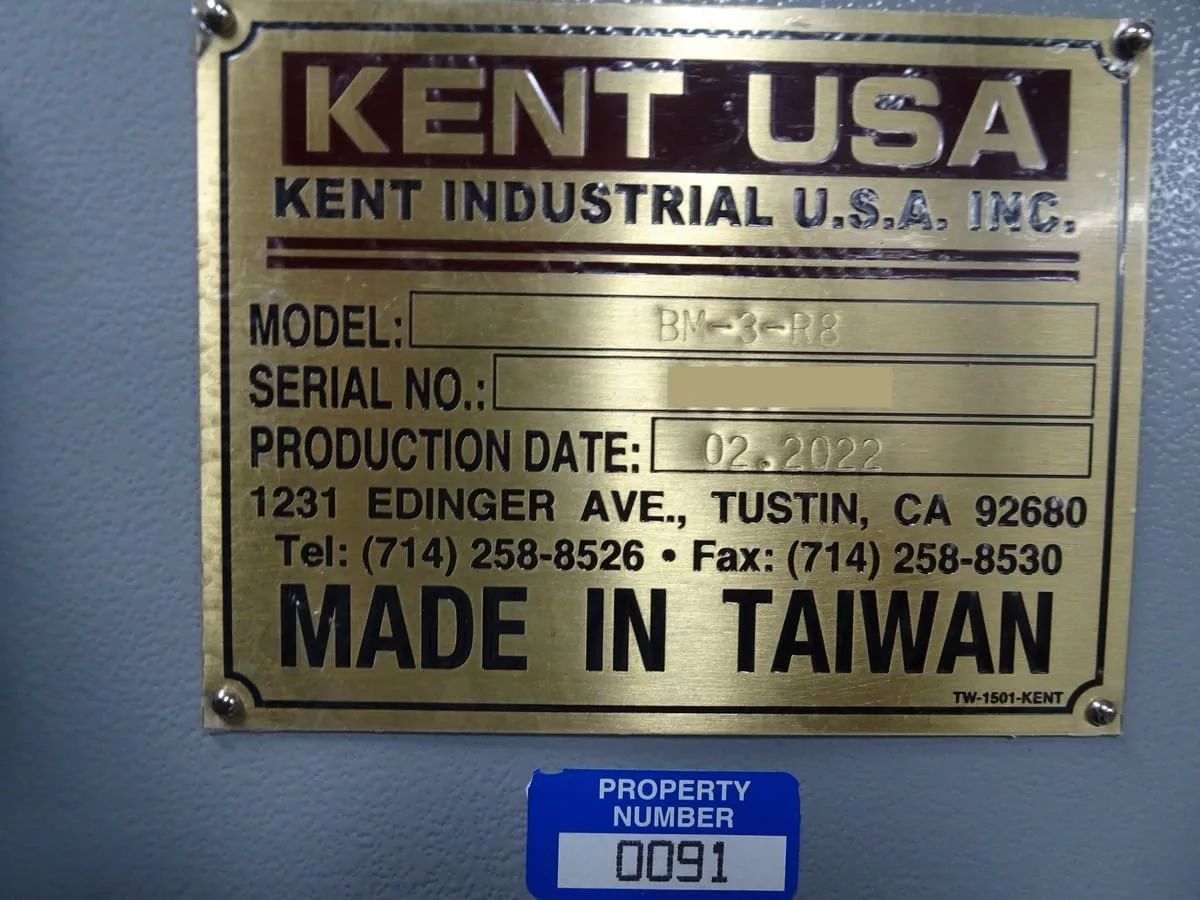 KENT USA
KENT INDUSTRIAL U.S.A. INC.
MODEL: BM-3-R8
SERIAL NO.:
PRODUCTION DATE: 02.2022
1231 EDINGER AVE., TUSTIN, CA 92680
Tel: (714) 258-8526 • Fax: (714) 258-8530
MADE IN TAIWAN
TW-1501-KENT
PROPERTY
NUMBER
0091